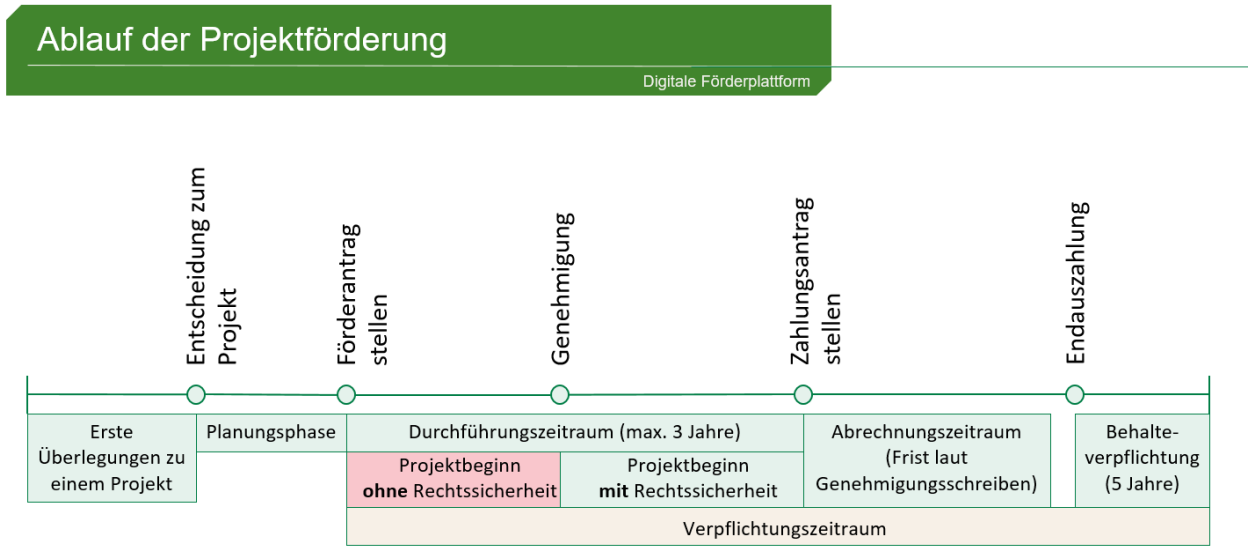 Ablauf der Projektförderung
Digitale Förderplattform
Entscheidung zum
Projekt
Förderantrag
stellen
Genehmigung
Zahlungsantrag
stellen
Endauszahlung
Erste
Überlegungen zu
einem Projekt
Planungsphase
Durchführungszeitraum (max. 3 Jahre)
Projektbeginn
ohne Rechtssicherheit
Projektbeginn
mit Rechtssicherheit
Abrechnungszeitraum
(Frist laut
Genehmigungsschreiben)
Behalte-
verpflichtung
(5 Jahre)
Verpflichtungszeitraum